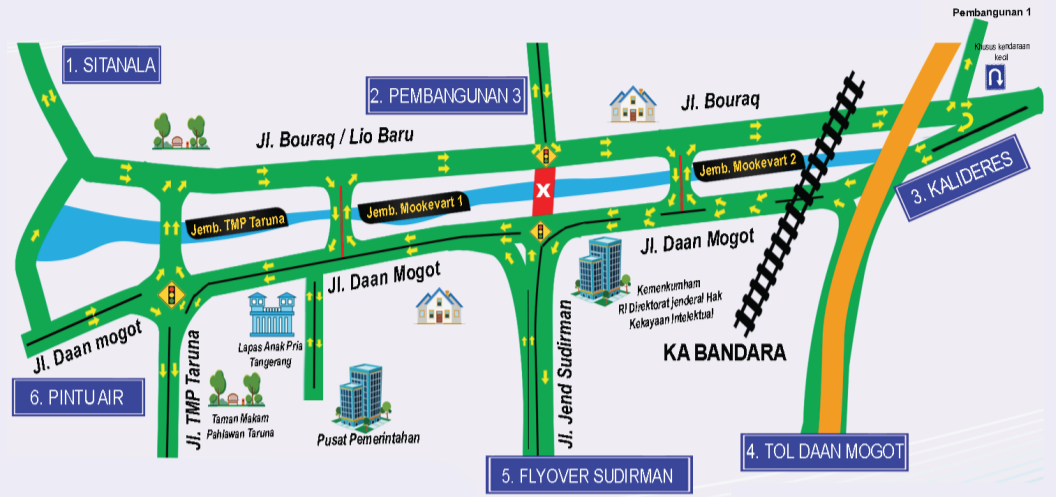 Pembangunan 1
Khusus kendaraan
kecil
1. SITANALA
2. PEMBANGUNAN 3
Jl. Bouraq
Jl. Bouraq / Lio Baru
X
Jemb. TMP Taruna
Jemb. Mookevart 1
Jemb. Mookevart 2
3. KALIDERES
Jl. Daan Mogot
Jl. Daan Mogot
Jl. Daan mogot
Kemenkumham
RI Direktorat Jenderal Hak
Kekayaan Intelektual
KA BANDARA
Lapas Anak Pria
Tangerang
Jl. TMP Taruna
Jl. Jend Sudirman
6. PINTU AIR
Taman Makam
Pahlawan Taruna
Pusat Pemerintahan
4. TOL DAAN MOGOT
5. FLYOVER SUDIRMAN